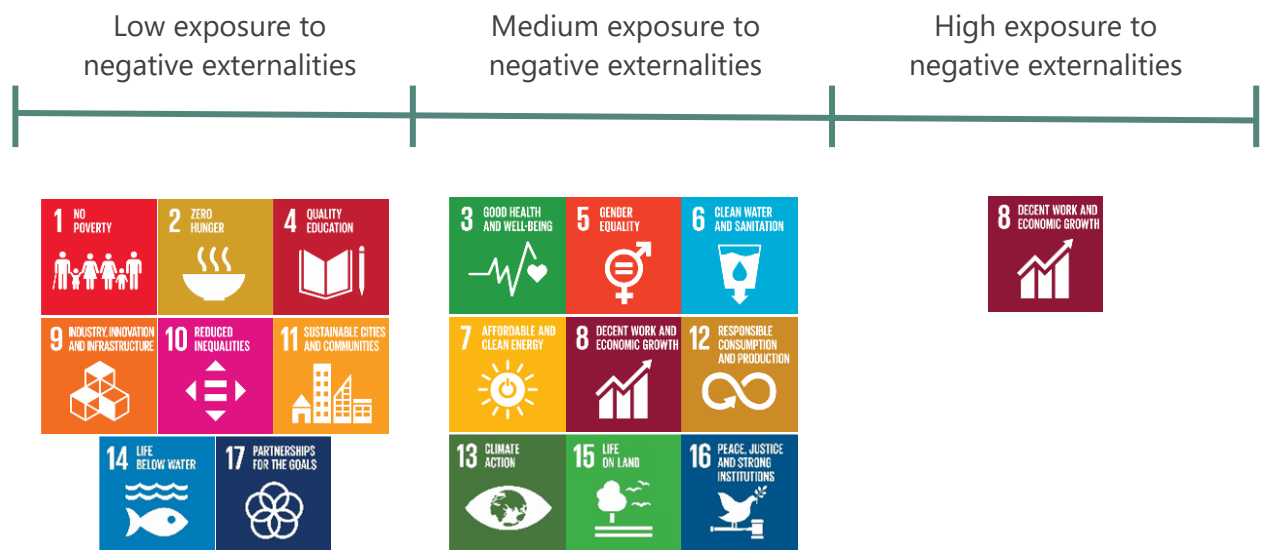 Low exposure to
negative externalities
Medium exposure to
negative externalities
High exposure to
negative externalities
1 NO
POVERTY
2 ZERO
HUNGER
4 QUALITY
EDUCATION
3 GOOD HEALTH
AND WELL-BEING
5 GENDER
EQUALITY
6 CLEAN WATER
AND SANITATION
8 DECENT WORK AND
ECONOMIC GROWTH
9 INDUSTRY, INNOVATION
AND INFRASTRUCTURE
10 REDUCED
INEQUALITIES
11 SUSTAINABLE CITIES
AND COMMUNITIES
7 AFFORDABLE AND
CLEAN ENERGY
8 DECENT WORK AND
ECONOMIC GROWTH
12 RESPONSIBLE
CONSUMPTION
AND PRODUCTION
14 LIFE
BELOW WATER
17 PARTNERSHIPS
FOR THE GOALS
13 CLIMATE
ACTION
15 LIFE
ON LAND
16 PEACE, JUSTICE
AND STRONG
INSTITUTIONS